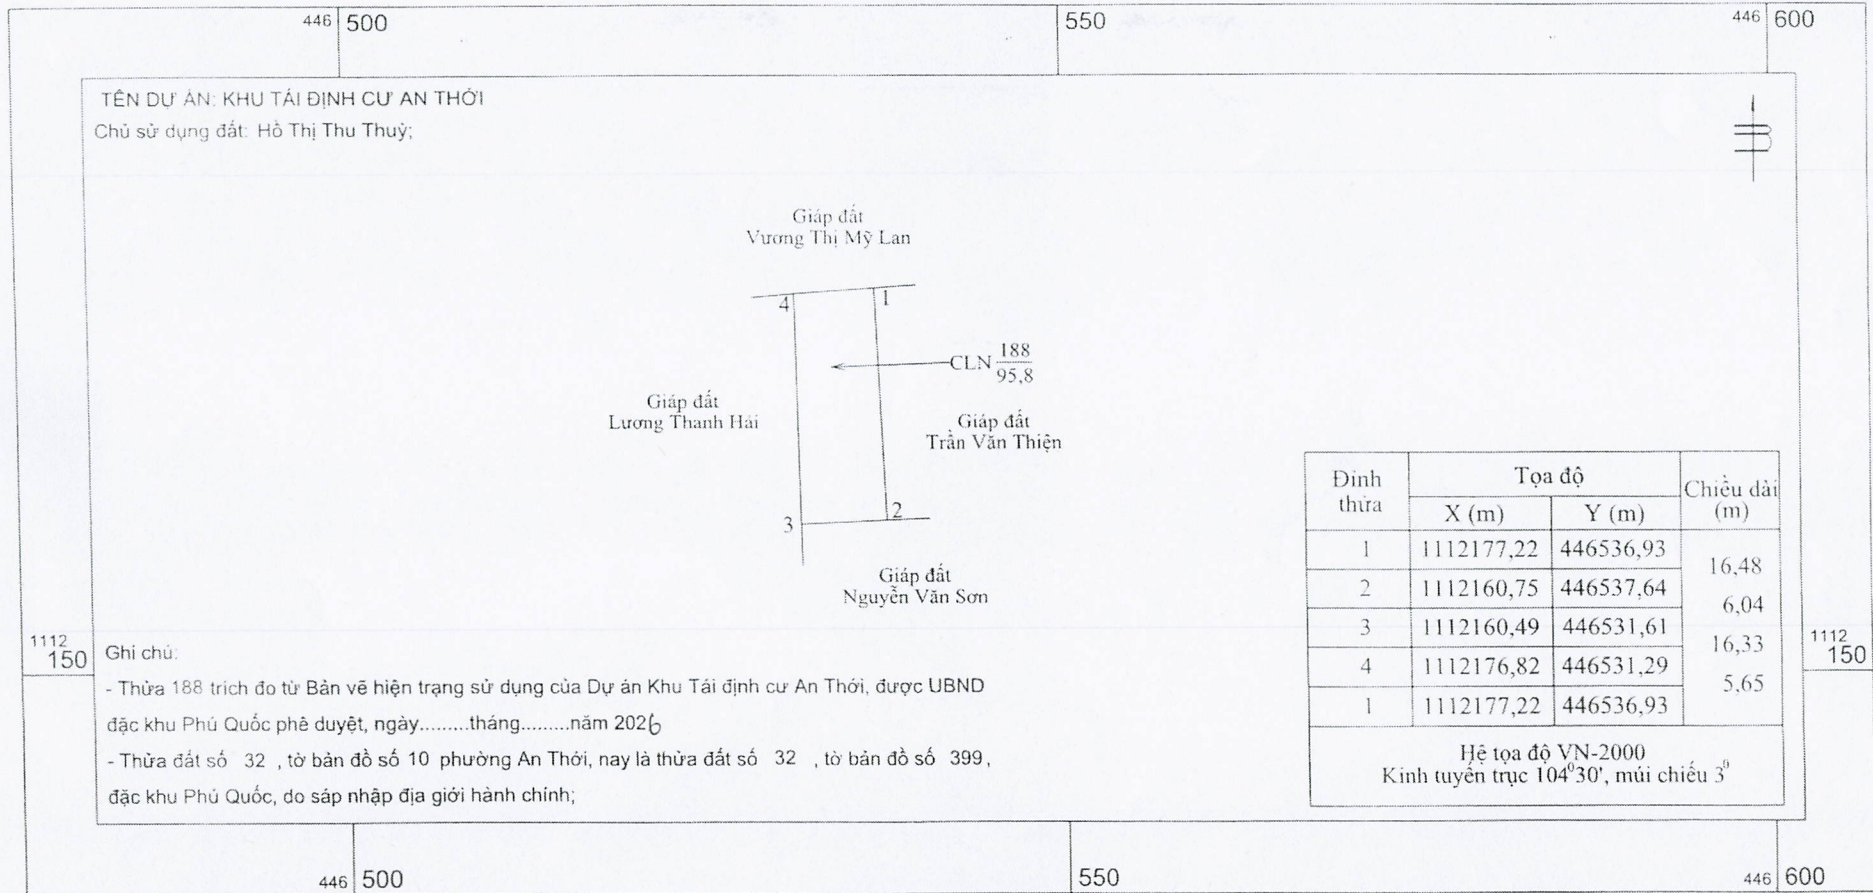 446 500 550 446 600
TÊN DỰ ÁN: KHU TÁI ĐỊNH CƯ AN THỚI
Chủ sử dụng đất: Hồ Thị Thu Thuỷ;
B
Giáp đất
Vương Thị Mỹ Lan
4 1
CLN 188
95,8
Giáp đất
Lương Thanh Hải
Giáp đất
Trần Văn Thiện
3 2
Giáp đất
Nguyễn Văn Sơn
Đỉnh thửa Tọa độ Chiều dài (m)
X (m) Y (m)
1 1112177,22 446536,93
16,48
2 1112160,75 446537,64
6,04
3 1112160,49 446531,61
16,33
4 1112176,82 446531,29
5,65
1 1112177,22 446536,93
Hệ tọa độ VN-2000
Kinh tuyến trục 104⁰30', múi chiếu 3⁰
1112 150
1112 150
Ghi chú:
- Thửa 188 trích đo từ Bản vẽ hiện trạng sử dụng của Dự án Khu Tái định cư An Thới, được UBND
đặc khu Phú Quốc phê duyệt, ngày.........tháng.........năm 2026
- Thửa đất số 32 , tờ bản đồ số 10 phường An Thới, nay là thửa đất số 32 , tờ bản đồ số 399,
đặc khu Phú Quốc, do sáp nhập địa giới hành chính;
446 500 550 446 600